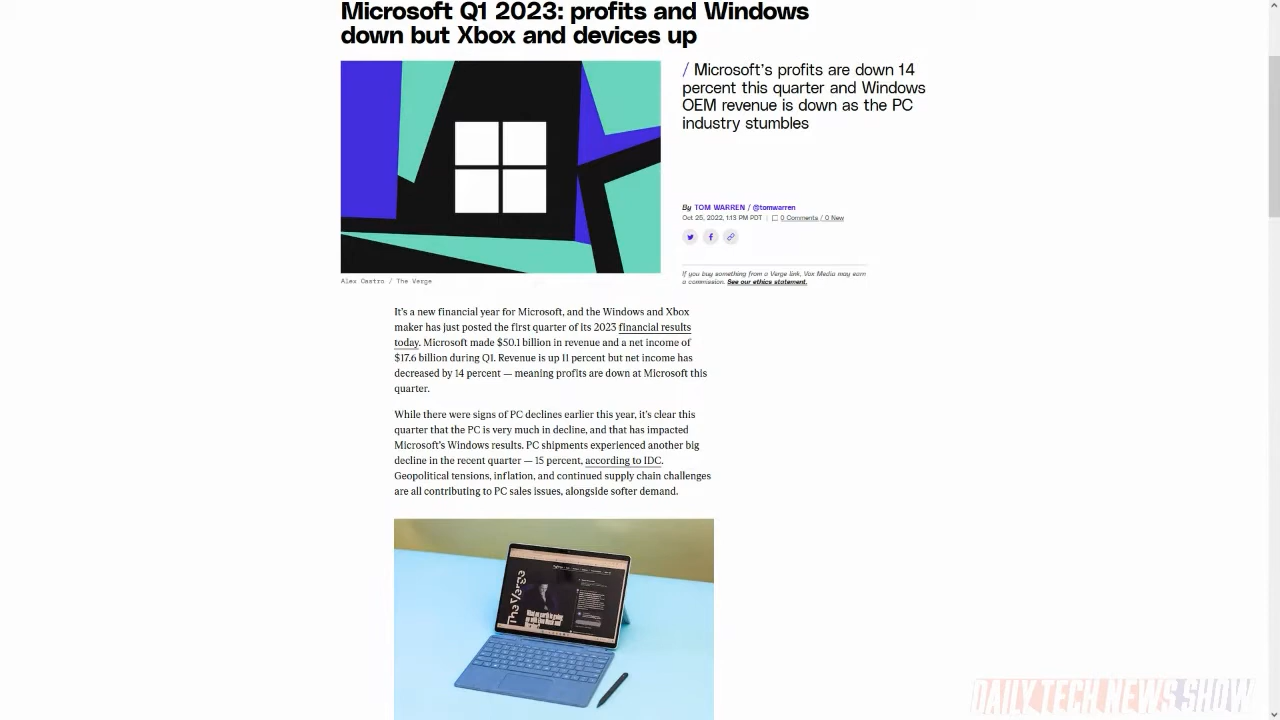 Microsoft Q1 2023: profits and Windows
down but Xbox and devices up
/ Microsoft's profits are down 14
percent this quarter and Windows
OEM revenue is down as the PC
industry stumbles
By TOM WARREN / @tomwarren
Oct 25, 2022, 1:13 PM PDT | 0 Comments / 0 New
If you buy something from a Verge link, Vox Media may earn
a commission. See our ethics statement.
Alex Castro / The Verge
It's a new financial year for Microsoft, and the Windows and Xbox
maker has just posted the first quarter of its 2023 financial results
today. Microsoft made $50.1 billion in revenue and a net income of
$17.6 billion during Q1. Revenue is up 11 percent but net income has
decreased by 14 percent — meaning profits are down at Microsoft this
quarter.
While there were signs of PC declines earlier this year, it's clear this
quarter that the PC is very much in decline, and that has impacted
Microsoft's Windows results. PC shipments experienced another big
decline in the recent quarter — 15 percent, according to IDC.
Geopolitical tensions, inflation, and continued supply chain challenges
are all contributing to PC sales issues, alongside softer demand.
DAILY TECH NEWS SHOW